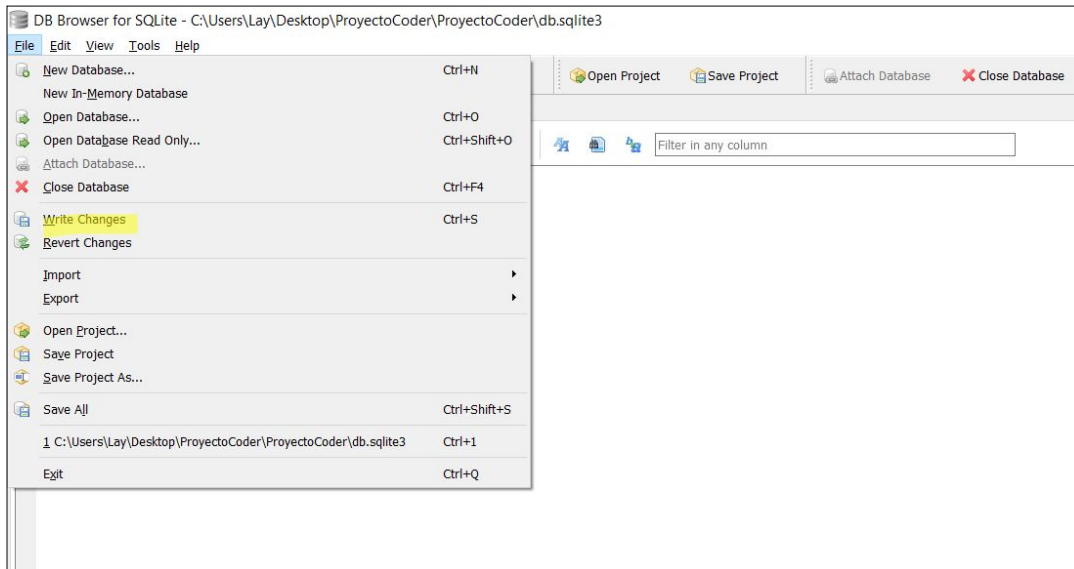 DB Browser for SQLite - C:\Users\Lay\Desktop\ProyectoCoder\ProyectoCoder\db.sqlite3
File Edit View Tools Help
New Database... Ctrl+N
Open Project Save Project Attach Database Close Database
New In-Memory Database
Open Database... Ctrl+O
Open Database Read Only... Ctrl+Shift+O
Filter in any column
Attach Database...
Close Database Ctrl+F4
Write Changes Ctrl+S
Revert Changes
Import
Export
Open Project...
Save Project
Save Project As...
Save All Ctrl+Shift+S
1 C:\Users\Lay\Desktop\ProyectoCoder\ProyectoCoder\db.sqlite3 Ctrl+1
Exit Ctrl+Q